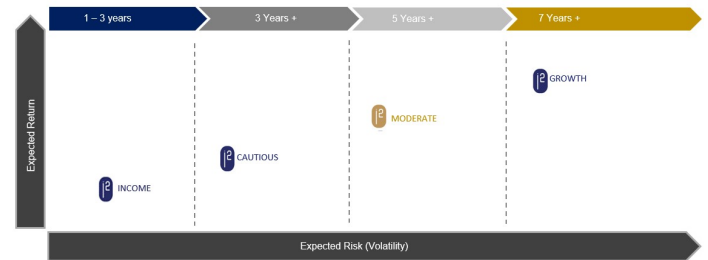 1 – 3 years
3 Years +
5 Years +
7 Years +
Expected Return
GROWTH
MODERATE
CAUTIOUS
INCOME
Expected Risk (Volatility)